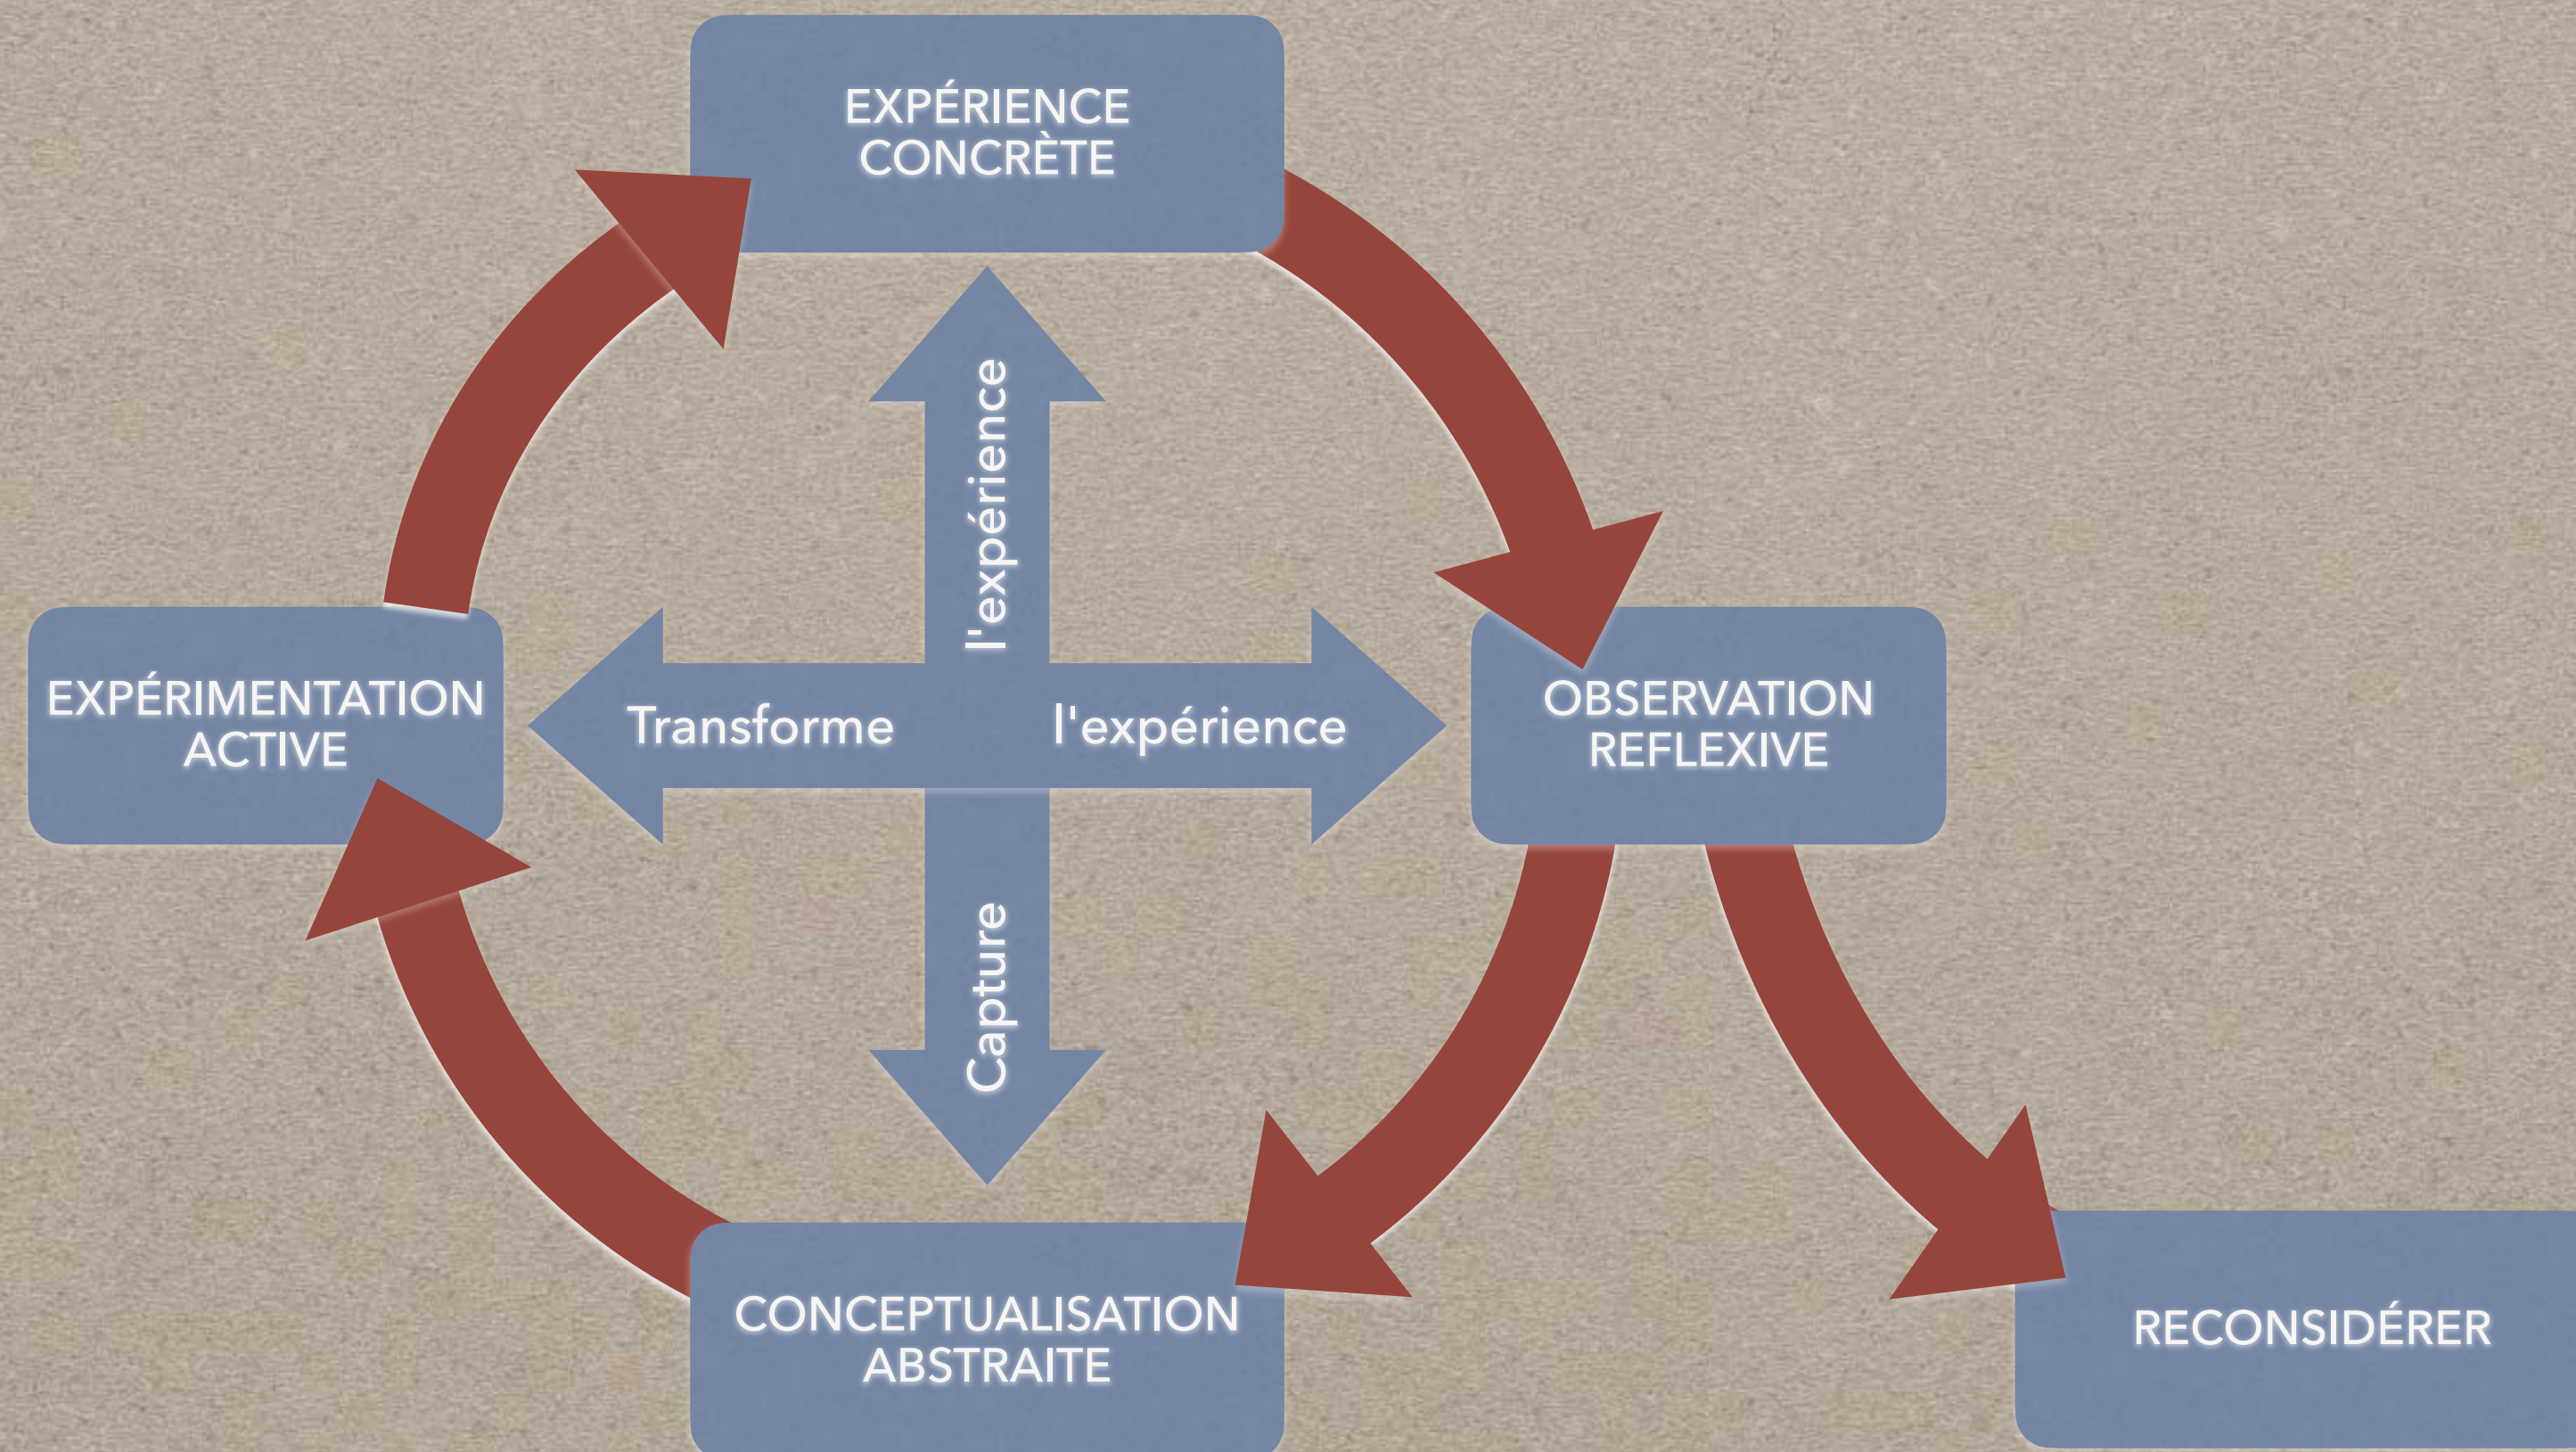 EXPÉRIENCE
CONCRÈTE
l'expérience
EXPÉRIMENTATION
ACTIVE
Transforme l'expérience
OBSERVATION
REFLEXIVE
Capture
CONCEPTUALISATION
ABSTRAITE
RECONSIDÉRER